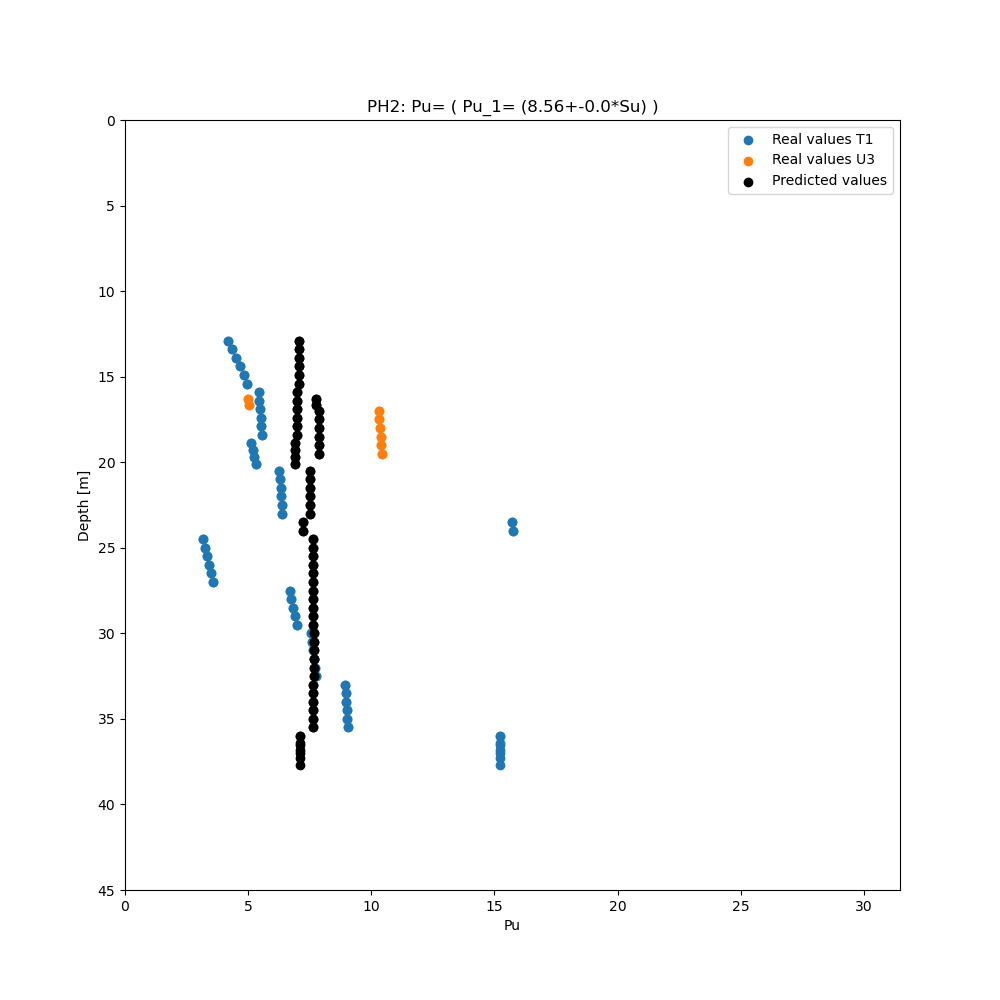 PH2: Pu= ( Pu_1= (8.56+-0.0*Su) )
Real values T1
Real values U3
Predicted values
0
5
10
15
20
25
30
35
40
45
Depth [m]
0
5
10
15
20
25
30
Pu